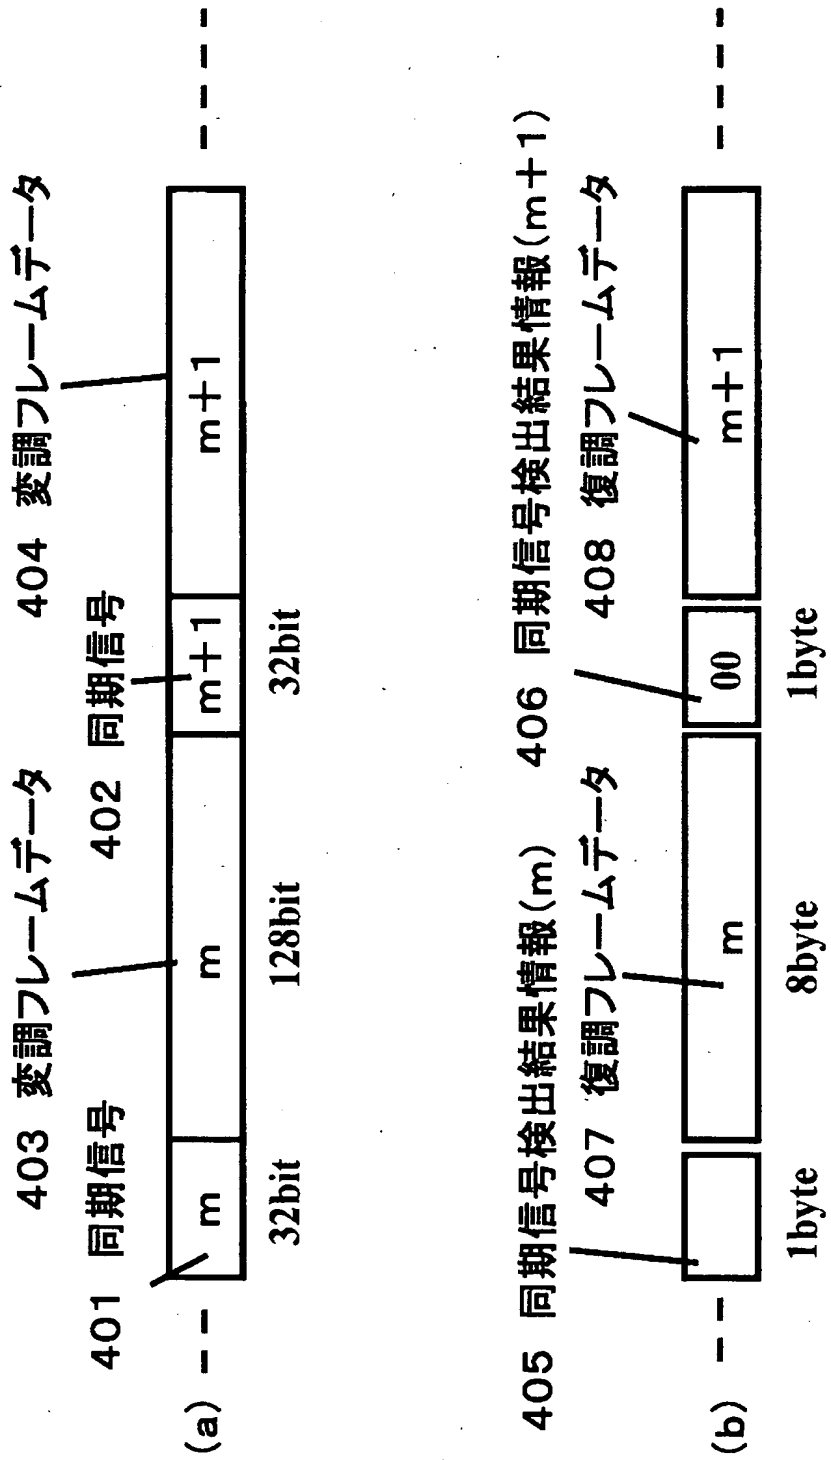 403 変調フレームデータ
404 変調フレームデータ
401 同期信号
402 同期信号
(a)
m
m
m+1
m+1
32bit
128bit
32bit
405 同期信号検出結果情報(m)
406 同期信号検出結果情報(m+1)
407 復調フレームデータ
408 復調フレームデータ
(b)
m
00
m+1
1byte
8byte
1byte